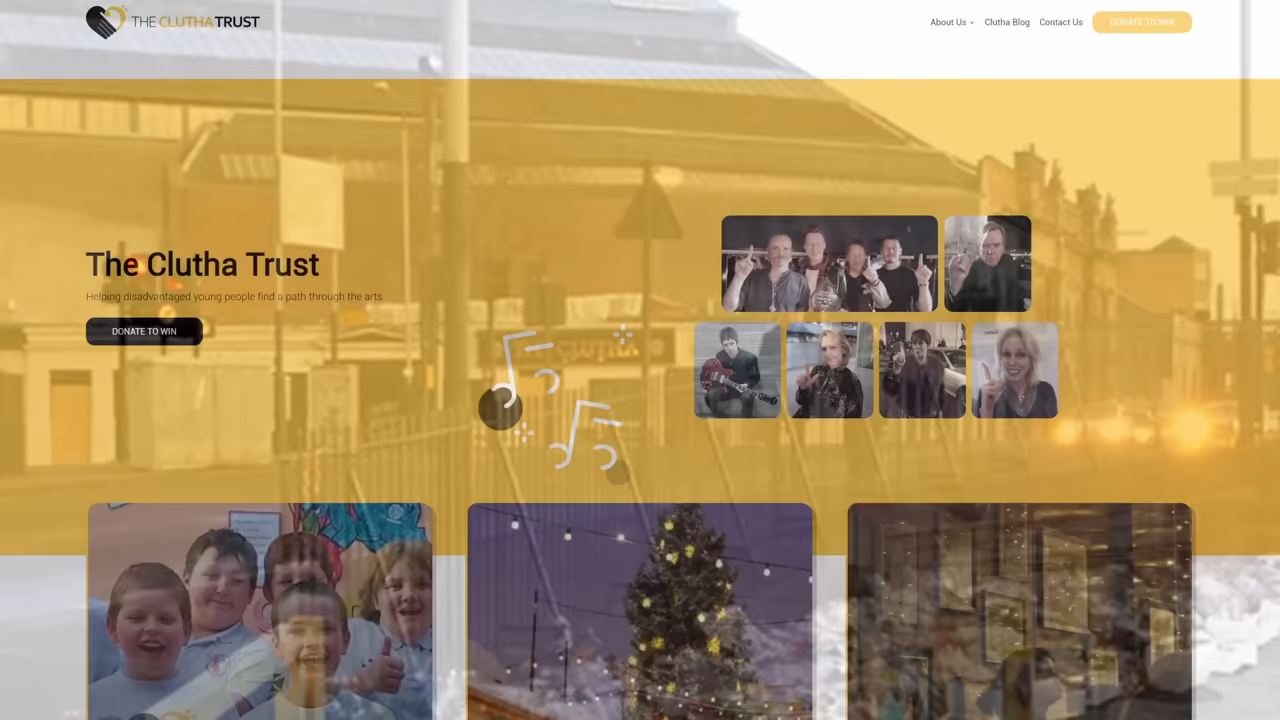 THE CLUTHA TRUST
About Us
Clutha Blog
Contact Us
DONATE TO WIN
The Clutha Trust
Helping disadvantaged young people find a path through the arts
DONATE TO WIN